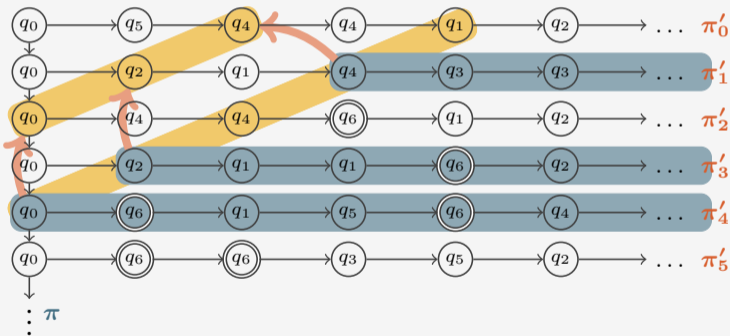 q₀ q₅ q₄ q₄ q₁ q₂ … π′₀
q₀ q₂ q₁ q₄ q₃ q₃ … π′₁
q₀ q₄ q₄ q₆ q₁ q₂ … π′₂
q₀ q₂ q₁ q₁ q₆ q₂ … π′₃
q₀ q₆ q₁ q₅ q₆ q₄ … π′₄
q₀ q₆ q₆ q₃ q₅ q₂ … π′₅
⋮ π